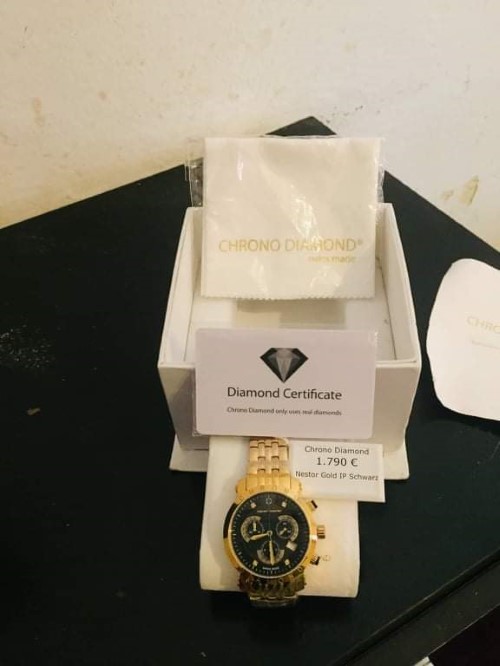 CHRONO DIAMOND®
swiss made
Diamond Certificate
Chrono Diamond only uses real diamonds
Chrono Diamond
1.790 €
Nestor Gold IP Schwarz
CHRO